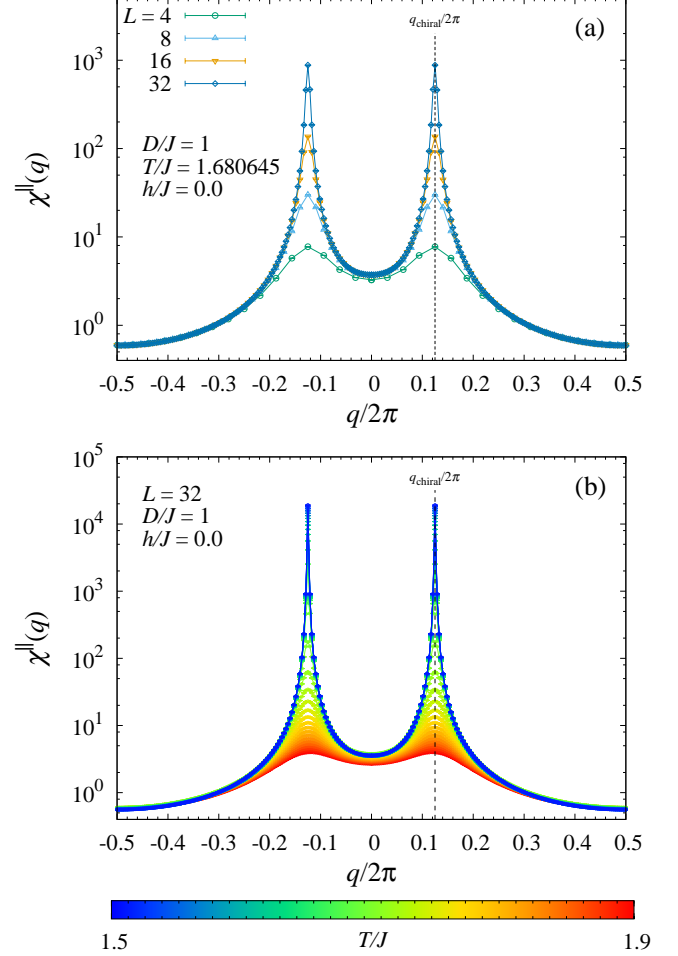 L = 4
8
16
32
(a)
q_chiral/2π
D/J = 1
T/J = 1.680645
h/J = 0.0
χ^||(q)
10^3
10^2
10^1
10^0
-0.5 -0.4 -0.3 -0.2 -0.1 0 0.1 0.2 0.3 0.4 0.5
q/2π
q_chiral/2π
(b)
L = 32
D/J = 1
h/J = 0.0
χ^||(q)
10^5
10^4
10^3
10^2
10^1
10^0
-0.5 -0.4 -0.3 -0.2 -0.1 0 0.1 0.2 0.3 0.4 0.5
q/2π
1.5 T/J 1.9